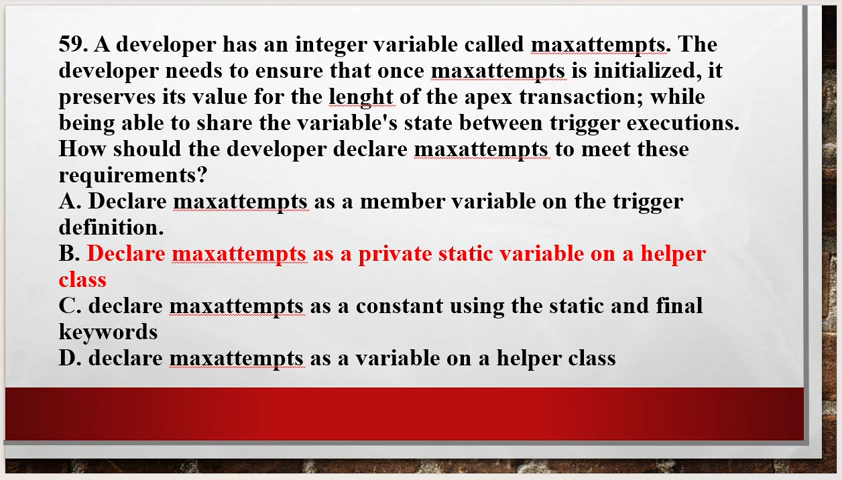 59. A developer has an integer variable called maxattempts. The
developer needs to ensure that once maxattempts is initialized, it
preserves its value for the lenght of the apex transaction; while
being able to share the variable's state between trigger executions.
How should the developer declare maxattempts to meet these
requirements?
A. Declare maxattempts as a member variable on the trigger
definition.
B. Declare maxattempts as a private static variable on a helper
class
C. declare maxattempts as a constant using the static and final
keywords
D. declare maxattempts as a variable on a helper class